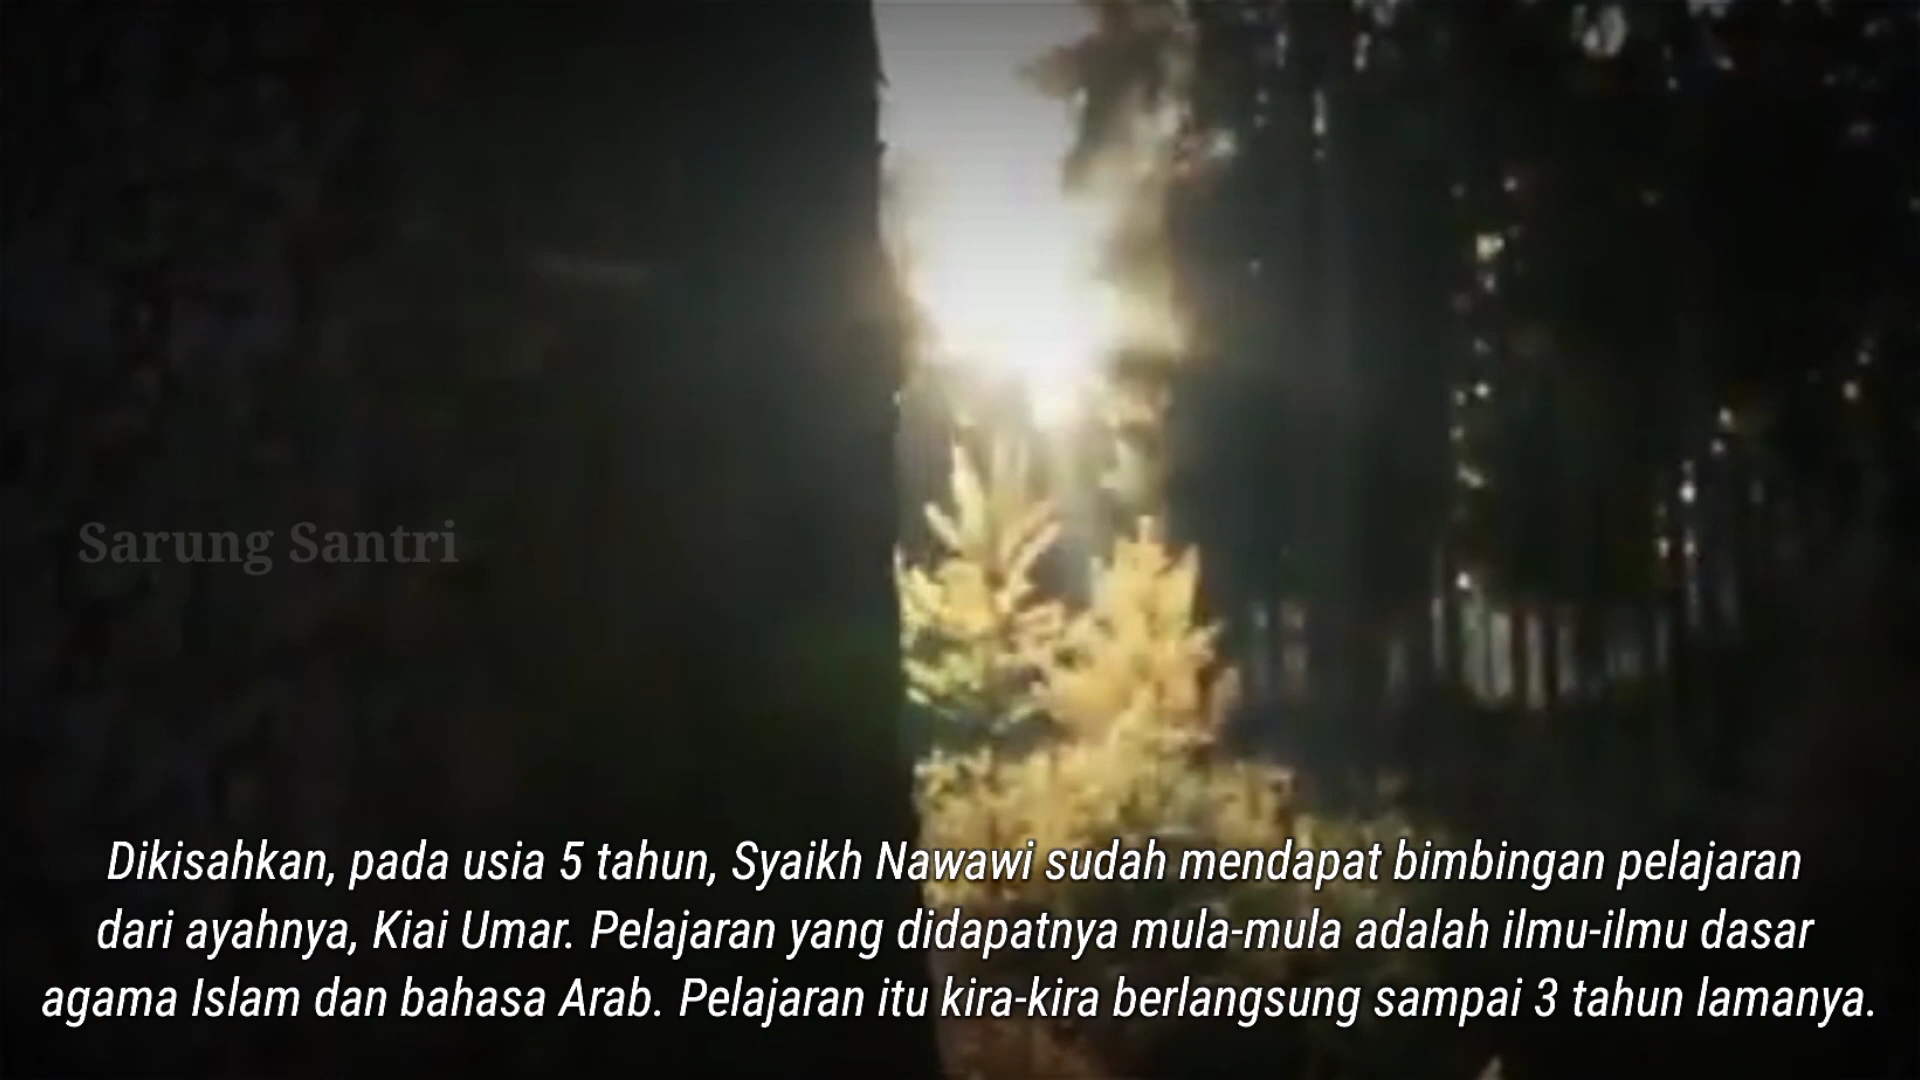 Sarung Santri
Dikisahkan, pada usia 5 tahun, Syaikh Nawawi sudah mendapat bimbingan pelajaran
dari ayahnya, Kiai Umar. Pelajaran yang didapatnya mula-mula adalah ilmu-ilmu dasar
agama Islam dan bahasa Arab. Pelajaran itu kira-kira berlangsung sampai 3 tahun lamanya.